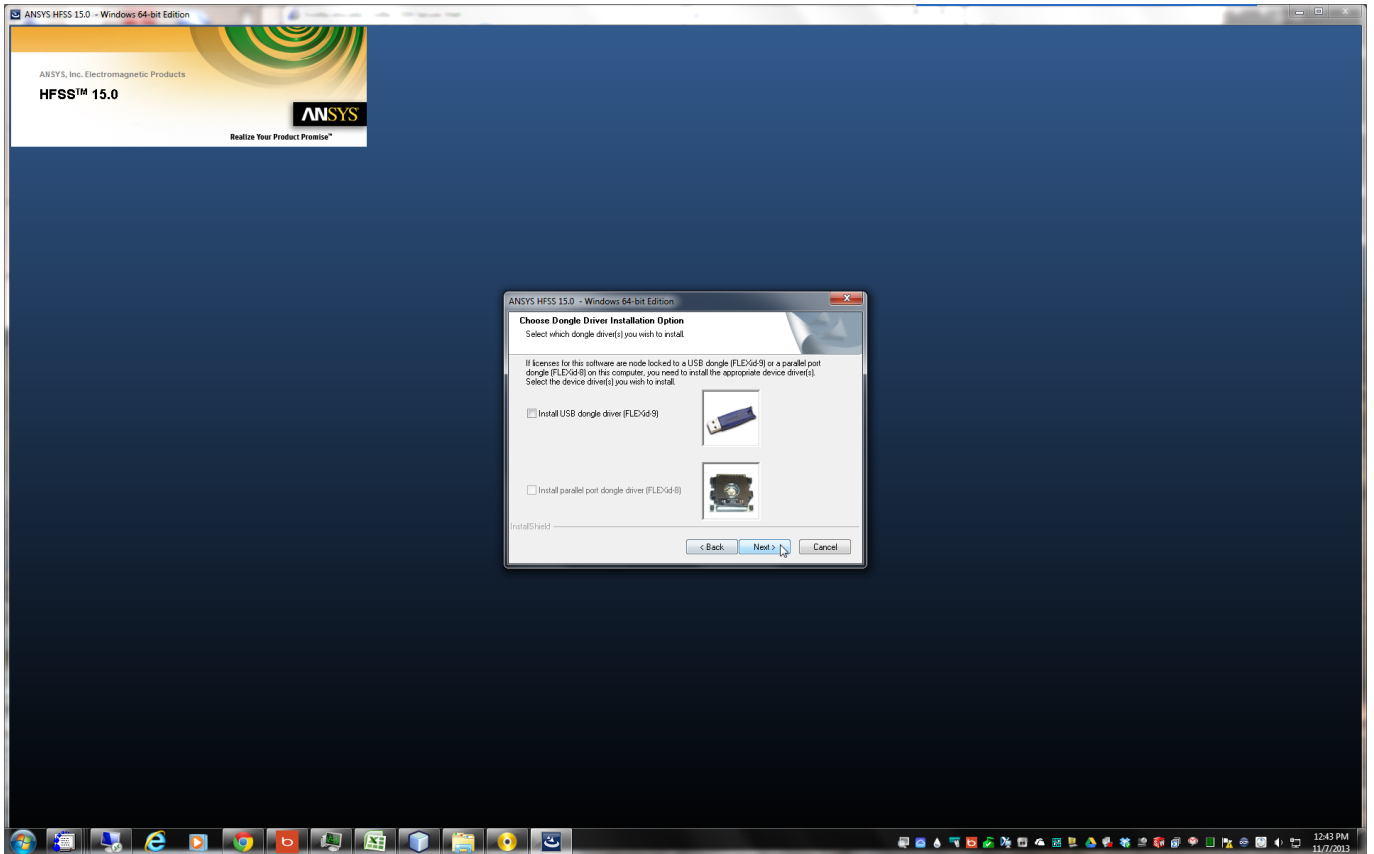 ANSYS HFSS 15.0 - Windows 64-bit Edition
ANSYS, Inc. Electromagnetic Products
HFSS™ 15.0
ANSYS®
Realize Your Product Promise™
ANSYS HFSS 15.0 - Windows 64-bit Edition
Choose Dongle Driver Installation Option
Select which dongle driver(s) you wish to install.
If licenses for this software are node locked to a USB dongle (FLEXid-9) or a parallel port
dongle (FLEXid-8) on this computer, you need to install the appropriate device driver(s).
Select the device driver(s) you wish to install.
Install USB dongle driver (FLEXid-9)
Install parallel port dongle driver (FLEXid-8)
InstallShield
< Back
Next >
Cancel
12:43 PM
11/7/2013